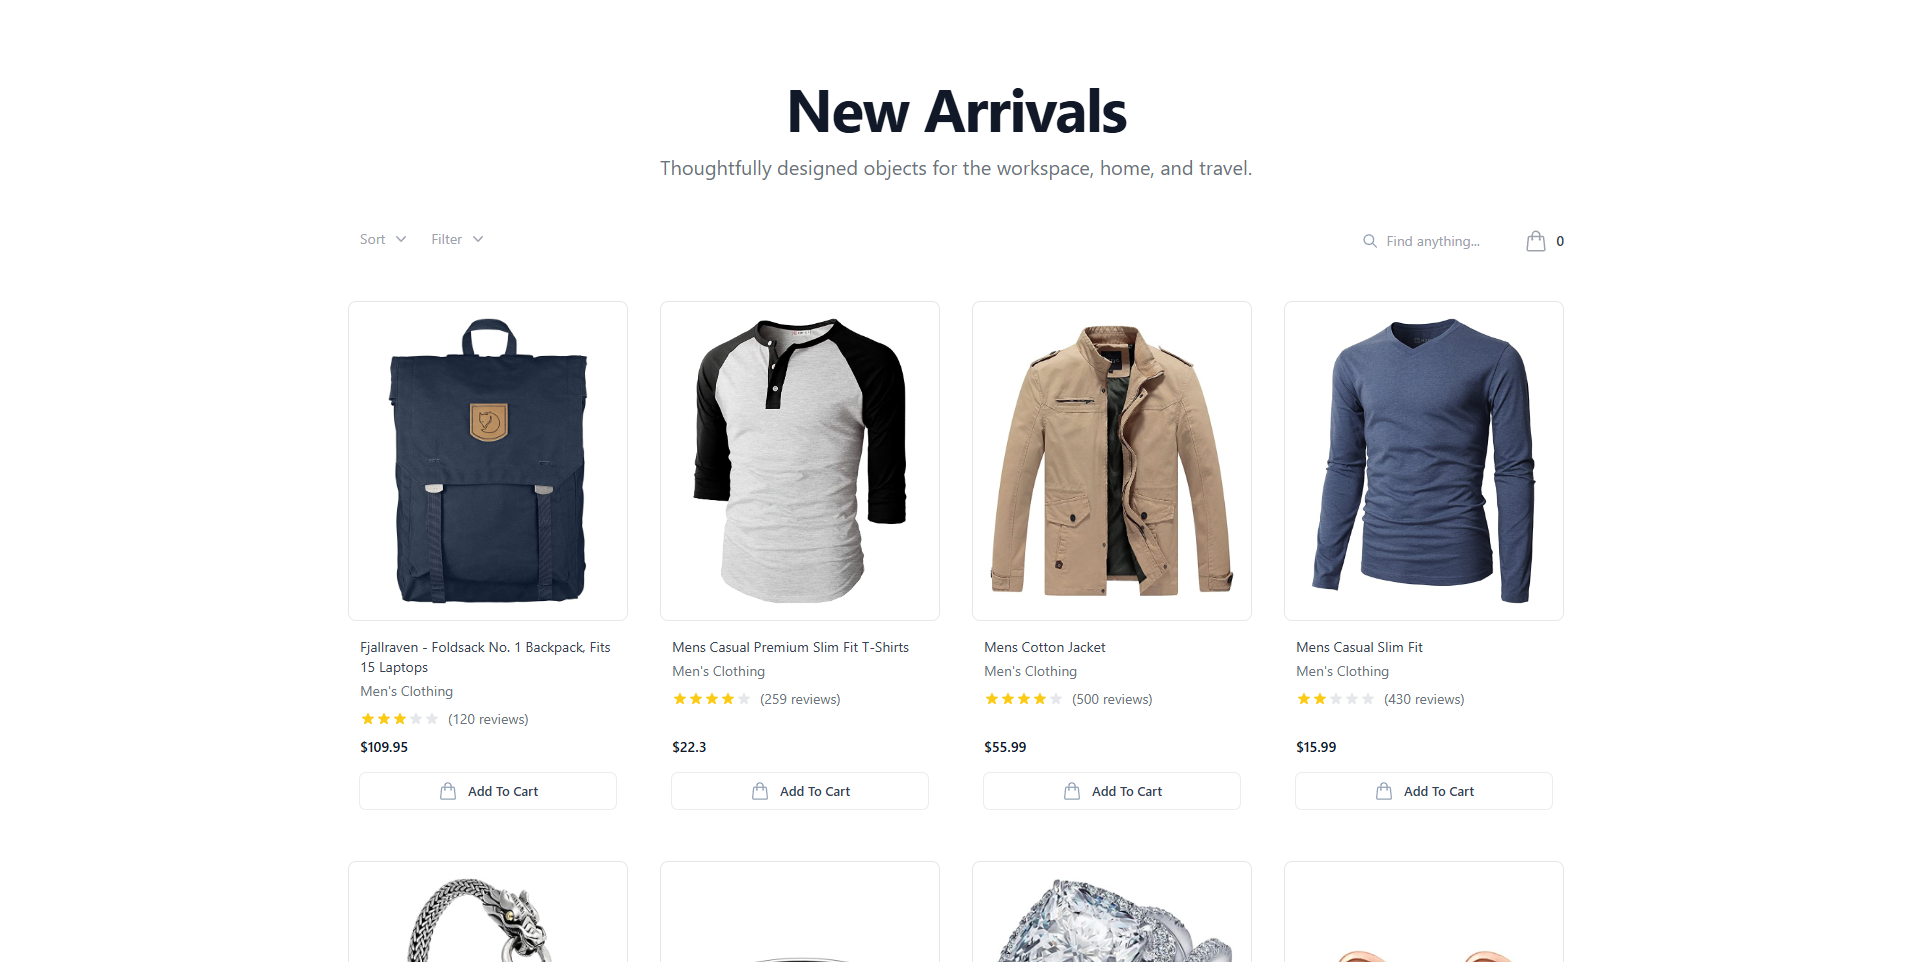 New Arrivals
Thoughtfully designed objects for the workspace, home, and travel.
Sort Filter Find anything... 0
Fjallraven - Foldsack No. 1 Backpack, Fits
15 Laptops
Men's Clothing
(120 reviews)
$109.95
Add To Cart
Mens Casual Premium Slim Fit T-Shirts
Men's Clothing
(259 reviews)
$22.3
Add To Cart
Mens Cotton Jacket
Men's Clothing
(500 reviews)
$55.99
Add To Cart
Mens Casual Slim Fit
Men's Clothing
(430 reviews)
$15.99
Add To Cart